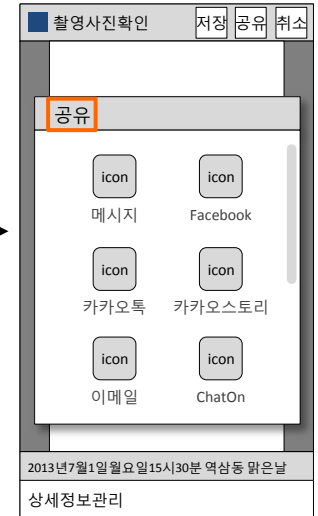 촬영사진확인 저장 공유 취소
공유
icon icon
메시지 Facebook
icon icon
카카오톡 카카오스토리
icon icon
이메일 ChatOn
2013년7월1일월요일15시30분 역삼동 맑은날
상세정보관리